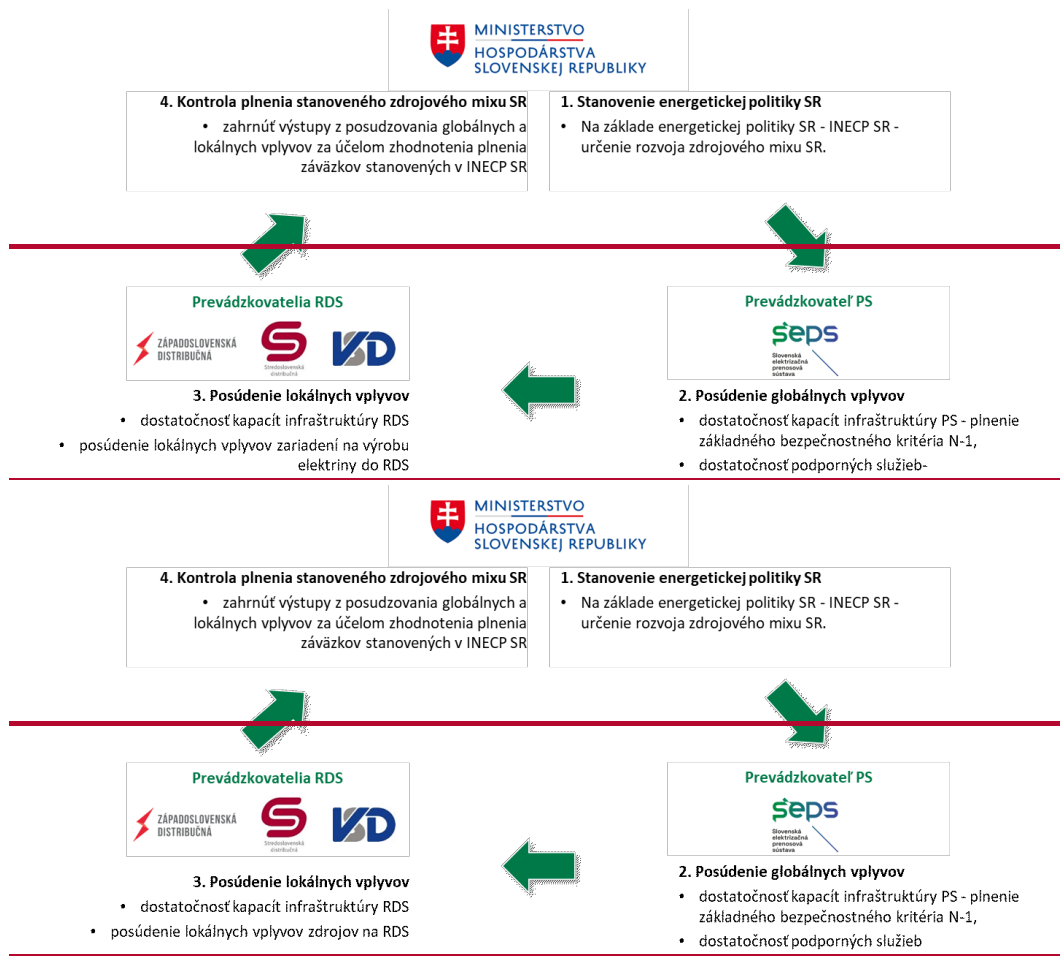 MINISTERSTVO
HOSPODÁRSTVA
SLOVENSKEJ REPUBLIKY
4. Kontrola plnenia stanoveného zdrojového mixu SR
• zahrnúť výstupy z posudzovania globálnych a
lokálnych vplyvov za účelom zhodnotenia plnenia
záväzkov stanovených v INECP SR
1. Stanovenie energetickej politiky SR
• Na základe energetickej politiky SR - INECP SR -
určenie rozvoja zdrojového mixu SR.
Prevádzkovatelia RDS
ZÁPADOSLOVENSKÁ
DISTRIBUČNÁ
Stredoslovenská
distribučná
VSD
3. Posúdenie lokálnych vplyvov
• dostatočnosť kapacít infraštruktúry RDS
• posúdenie lokálnych vplyvov zariadení na výrobu
elektriny do RDS
Prevádzkovateľ PS
seps
Slovenská
elektrizačná
prenosová
sústava
2. Posúdenie globálnych vplyvov
• dostatočnosť kapacít infraštruktúry PS - plnenie
základného bezpečnostného kritéria N-1,
• dostatočnosť podporných služieb-
MINISTERSTVO
HOSPODÁRSTVA
SLOVENSKEJ REPUBLIKY
4. Kontrola plnenia stanoveného zdrojového mixu SR
• zahrnúť výstupy z posudzovania globálnych a
lokálnych vplyvov za účelom zhodnotenia plnenia
záväzkov stanovených v INECP SR
1. Stanovenie energetickej politiky SR
• Na základe energetickej politiky SR - INECP SR -
určenie rozvoja zdrojového mixu SR.
Prevádzkovatelia RDS
ZÁPADOSLOVENSKÁ
DISTRIBUČNÁ
Stredoslovenská
distribučná
VSD
3. Posúdenie lokálnych vplyvov
• dostatočnosť kapacít infraštruktúry RDS
• posúdenie lokálnych vplyvov zdrojov na RDS
Prevádzkovateľ PS
seps
Slovenská
elektrizačná
prenosová
sústava
2. Posúdenie globálnych vplyvov
• dostatočnosť kapacít infraštruktúry PS - plnenie
základného bezpečnostného kritéria N-1,
• dostatočnosť podporných služieb